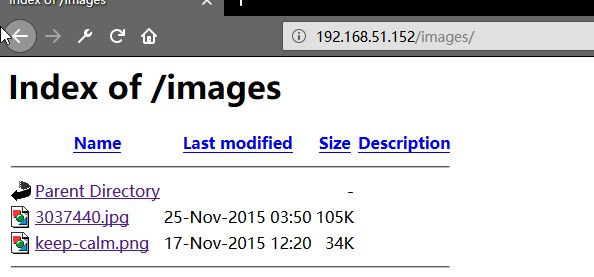 Index of /images
192.168.51.152/images/
Index of /images
Name Last modified Size Description
Parent Directory -
3037440.jpg 25-Nov-2015 03:50 105K
keep-calm.png 17-Nov-2015 12:20 34K